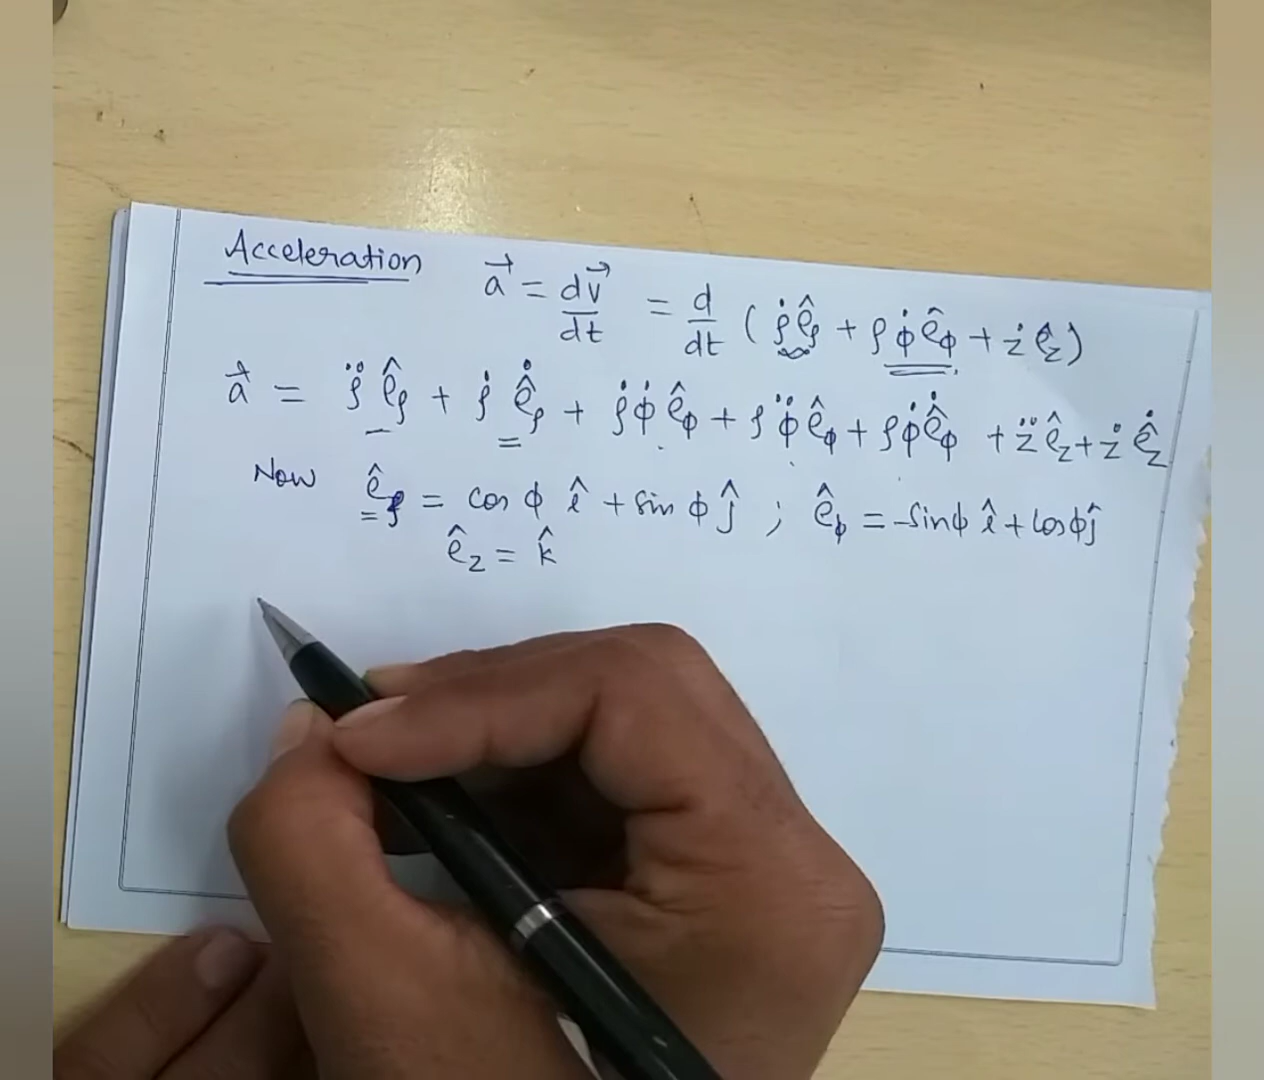 Acceleration a⃗ = dv⃗/dt = d/dt ( ρ̇ ê_ρ + ρ φ̇ ê_φ + ż ê_z )
a⃗ = ρ̈ ê_ρ + ρ̇ ê̇_ρ + ρ̇ φ̇ ê_φ + ρ φ̈ ê_φ + ρ φ̇ ê̇_φ + z̈ ê_z + ż ê̇_z
Now ê_ρ = cos φ î + sin φ ĵ ; ê_φ = -sinφ î + cosφ ĵ
ê_z = k̂